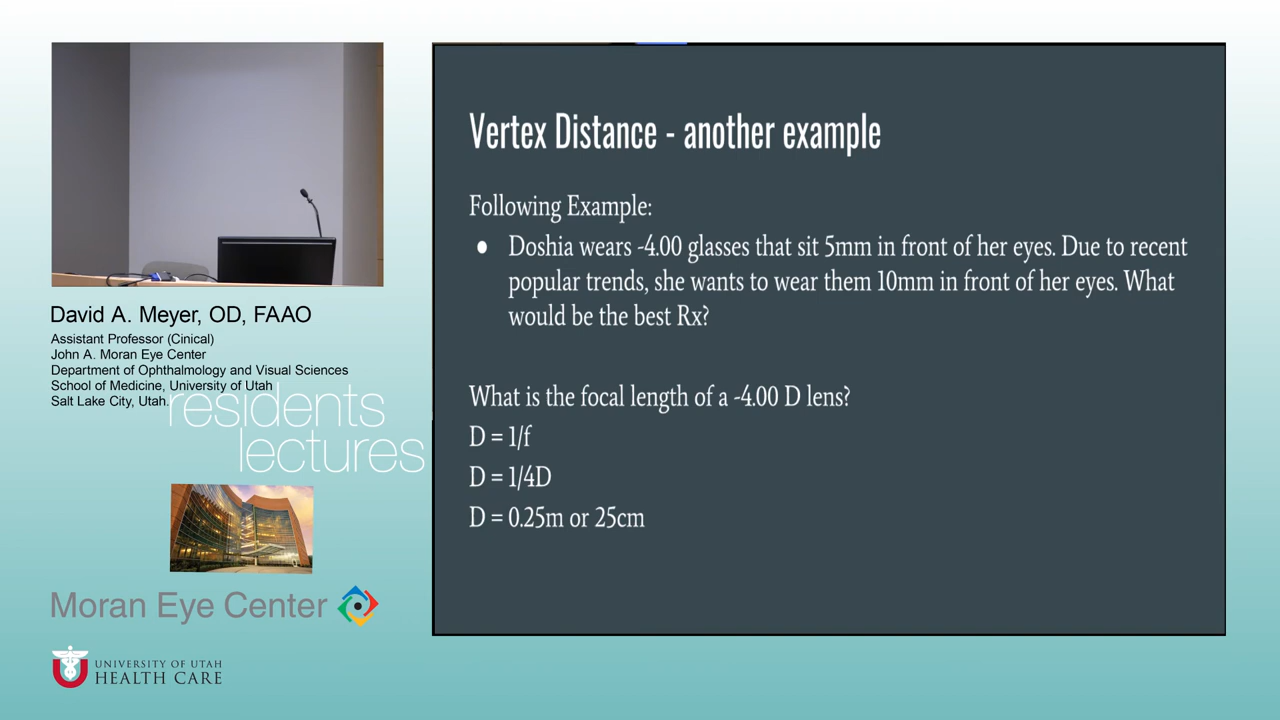 David A. Meyer, OD, FAAO
Assistant Professor (Cinical)
John A. Moran Eye Center
Department of Ophthalmology and Visual Sciences
School of Medicine, University of Utah
Salt Lake City, Utah.
residents
lectures
Moran Eye Center
UNIVERSITY OF UTAH
HEALTH CARE
Vertex Distance - another example
Following Example:
● Doshia wears -4.00 glasses that sit 5mm in front of her eyes. Due to recent
popular trends, she wants to wear them 10mm in front of her eyes. What
would be the best Rx?
What is the focal length of a -4.00 D lens?
D = 1/f
D = 1/4D
D = 0.25m or 25cm